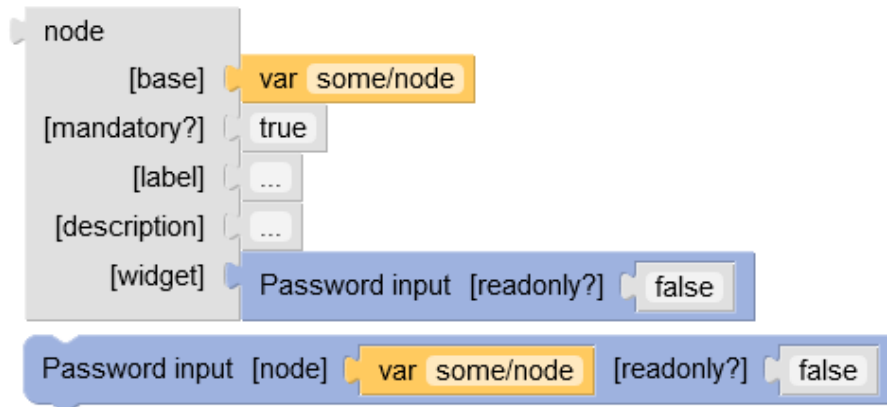 node
[base] var some/node
[mandatory?] true
[label] ...
[description] ...
[widget] Password input [readonly?] false
Password input [node] var some/node [readonly?] false